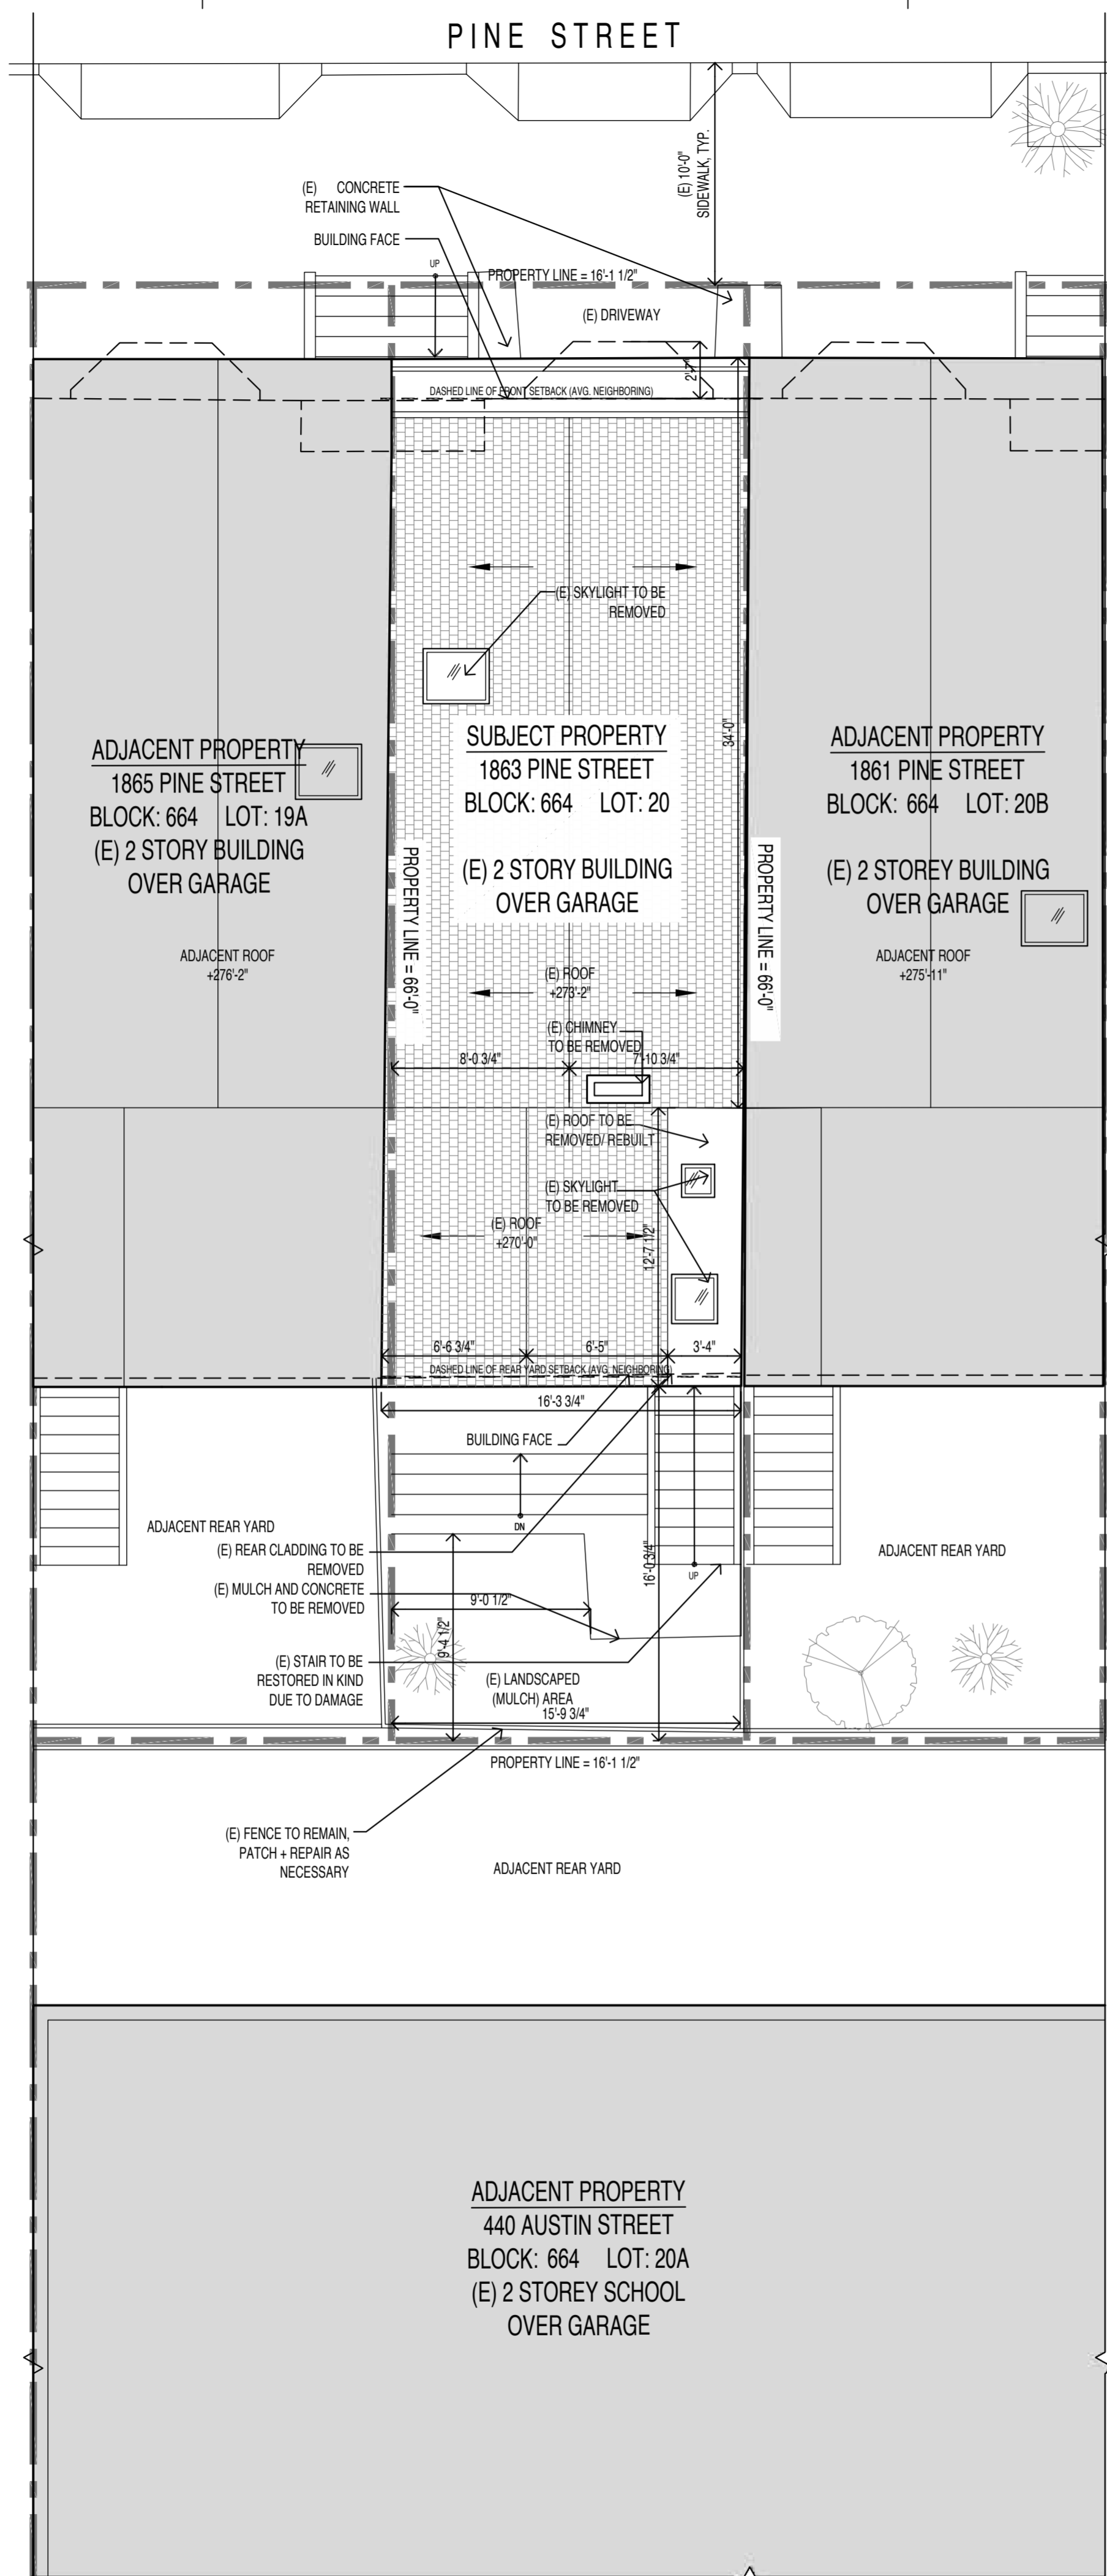 PINE STREET
(E) 10'-0"
SIDEWALK, TYP.
(E) CONCRETE
RETAINING WALL
BUILDING FACE
UP
PROPERTY LINE = 16'-1 1/2"
(E) DRIVEWAY
DASHED LINE OF FRONT SETBACK (AVG. NEIGHBORING)
(E) SKYLIGHT TO BE
REMOVED
34'-0"
ADJACENT PROPERTY
1865 PINE STREET
BLOCK: 664 LOT: 19A
(E) 2 STORY BUILDING
OVER GARAGE
ADJACENT ROOF
+276'-2"
SUBJECT PROPERTY
1863 PINE STREET
BLOCK: 664 LOT: 20
(E) 2 STORY BUILDING
OVER GARAGE
ADJACENT PROPERTY
1861 PINE STREET
BLOCK: 664 LOT: 20B
(E) 2 STOREY BUILDING
OVER GARAGE
ADJACENT ROOF
+275'-11"
PROPERTY LINE = 66'-0"
PROPERTY LINE = 66'-0"
(E) ROOF
+273'-2"
(E) CHIMNEY
TO BE REMOVED
8'-0 3/4"
7'-10 3/4"
(E) ROOF TO BE
REMOVED/ REBUILT
(E) SKYLIGHT
TO BE REMOVED
(E) ROOF
+270'-0"
12'-7 1/2"
6'-6 3/4"
6'-5"
3'-4"
DASHED LINE OF REAR YARD SETBACK (AVG. NEIGHBORING)
16'-3 3/4"
BUILDING FACE
DN
UP
16'-0 3/4"
ADJACENT REAR YARD
(E) REAR CLADDING TO BE
REMOVED
(E) MULCH AND CONCRETE
TO BE REMOVED
9'-0 1/2"
9'-4 1/2"
ADJACENT REAR YARD
(E) STAIR TO BE
RESTORED IN KIND
DUE TO DAMAGE
(E) LANDSCAPED
(MULCH) AREA
15'-9 3/4"
PROPERTY LINE = 16'-1 1/2"
(E) FENCE TO REMAIN,
PATCH + REPAIR AS
NECESSARY
ADJACENT REAR YARD
ADJACENT PROPERTY
440 AUSTIN STREET
BLOCK: 664 LOT: 20A
(E) 2 STOREY SCHOOL
OVER GARAGE